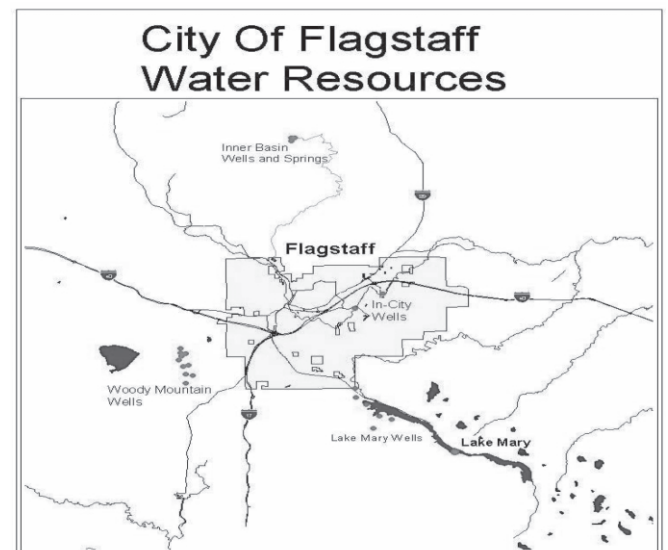 City Of Flagstaff
Water Resources
Inner Basin
Wells and Springs
Flagstaff
In-City
Wells
Woody Mountain
Wells
Lake Mary Wells
Lake Mary